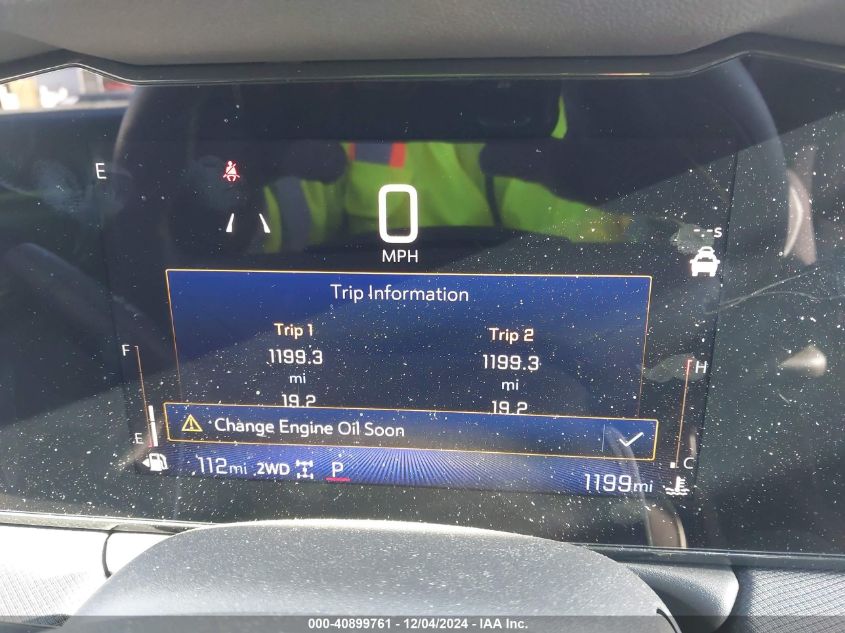 E
0
MPH
--s
Trip Information
Trip 1 Trip 2
1199.3 1199.3
mi mi
19.2 19.2
F H
Change Engine Oil Soon
E C
112mi 2WD P 1199mi
000-40899761 - 12/04/2024 - IAA Inc.